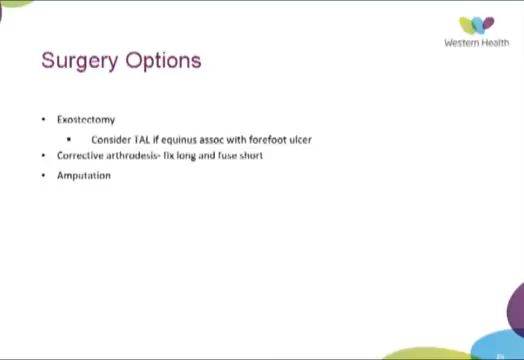 Western Health
Surgery Options
• Exostectomy
▪ Consider TAL if equinus assoc with forefoot ulcer
• Corrective arthrodesis- fix long and fuse short
• Amputation